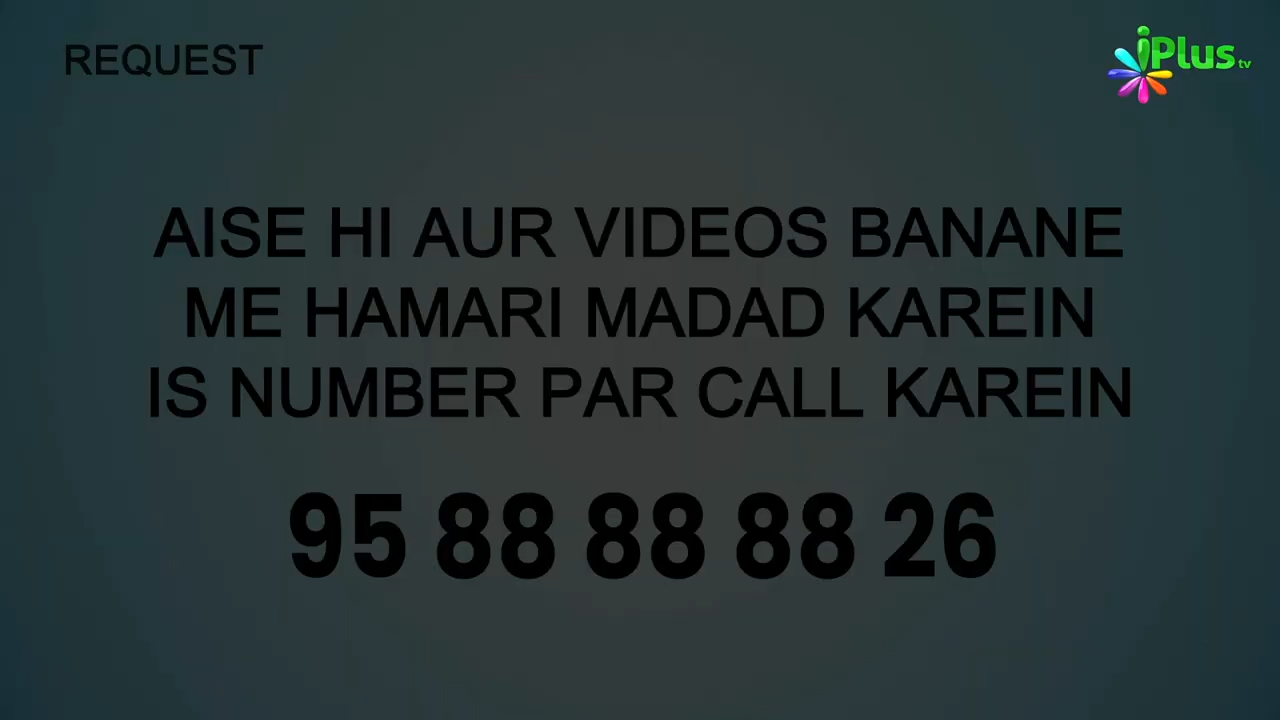 REQUEST
iPlus tv
AISE HI AUR VIDEOS BANANE
ME HAMARI MADAD KAREIN
IS NUMBER PAR CALL KAREIN
95 88 88 88 26